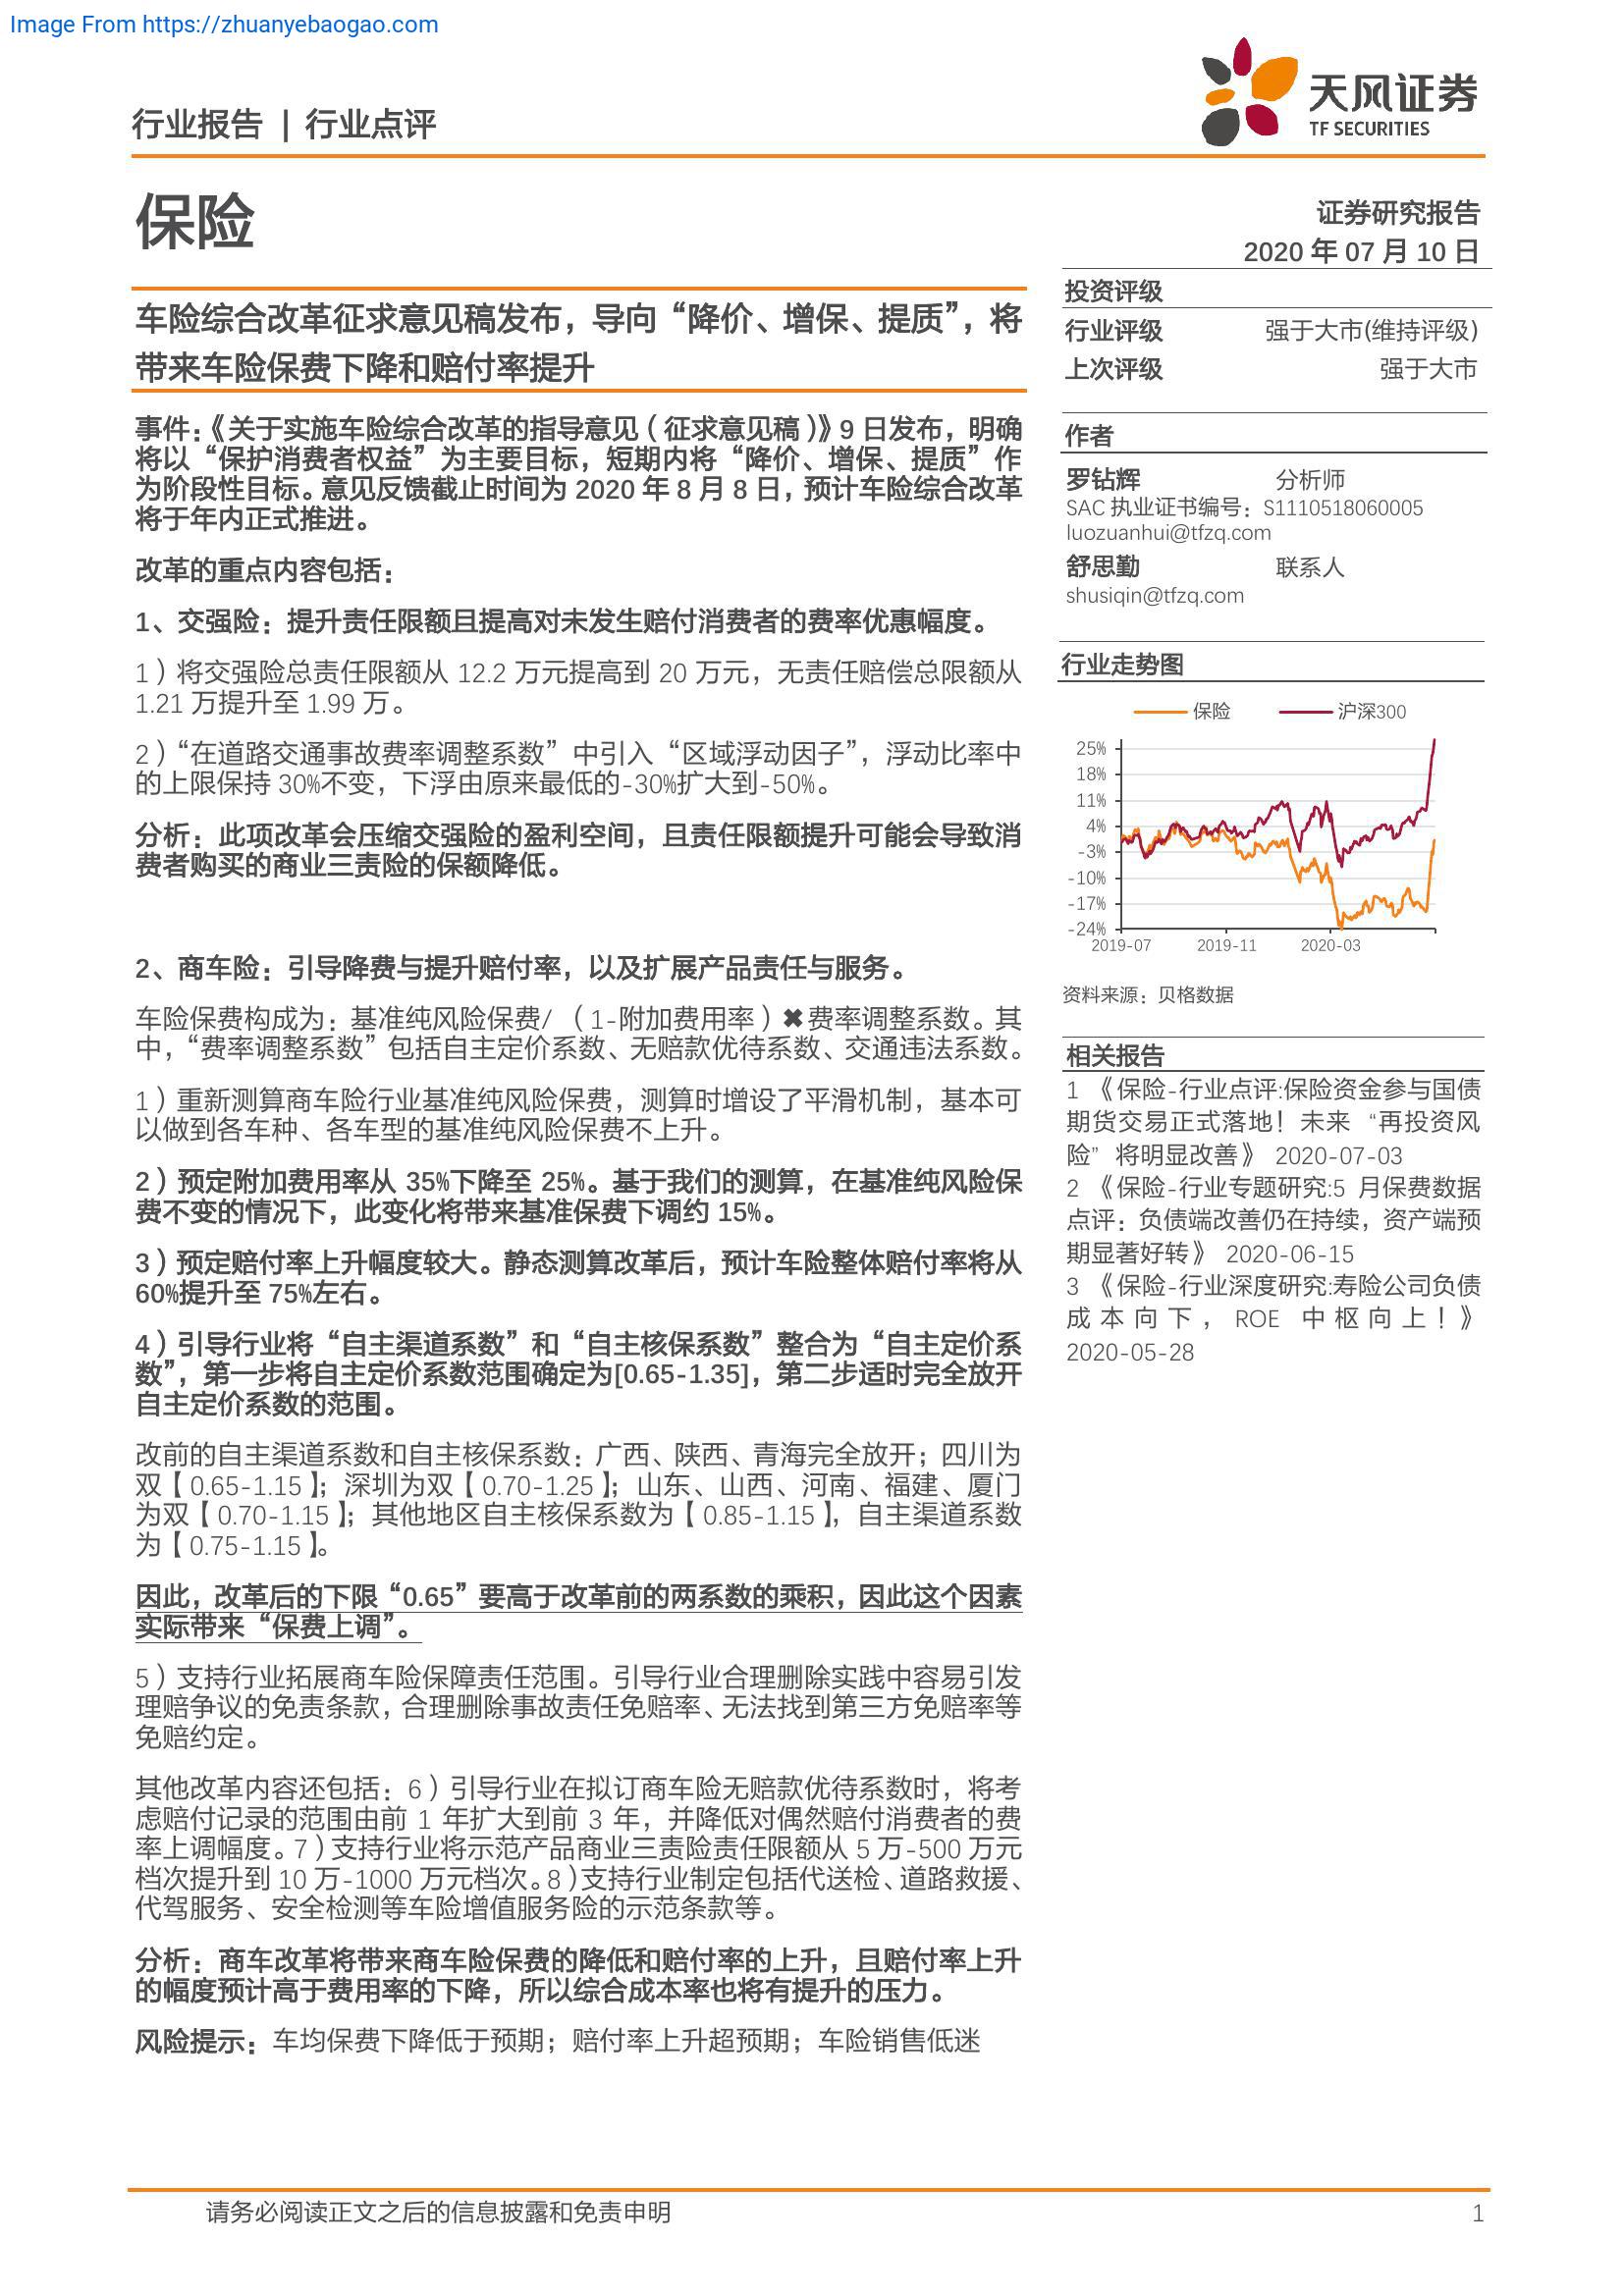 Image From https://zhuanyebaogao.com
天风证券
TF SECURITIES
行业报告 | 行业点评
保险
证券研究报告
2020 年 07 月 10 日
车险综合改革征求意见稿发布，导向“降价、增保、提质”，将
带来车险保费下降和赔付率提升
事件：《关于实施车险综合改革的指导意见（征求意见稿）》9 日发布，明确
将以“保护消费者权益”为主要目标，短期内将“降价、增保、提质”作
为阶段性目标。意见反馈截止时间为 2020 年 8 月 8 日，预计车险综合改革
将于年内正式推进。
改革的重点内容包括：
1、交强险：提升责任限额且提高对未发生赔付消费者的费率优惠幅度。
1）将交强险总责任限额从 12.2 万元提高到 20 万元，无责任赔偿总限额从
1.21 万提升至 1.99 万。
2）“在道路交通事故费率调整系数”中引入“区域浮动因子”，浮动比率中
的上限保持 30%不变，下浮由原来最低的-30%扩大到-50%。
分析：此项改革会压缩交强险的盈利空间，且责任限额提升可能会导致消
费者购买的商业三责险的保额降低。
2、商车险：引导降费与提升赔付率，以及扩展产品责任与服务。
车险保费构成为：基准纯风险保费/ （1-附加费用率）✖费率调整系数。其
中，“费率调整系数”包括自主定价系数、无赔款优待系数、交通违法系数。
1）重新测算商车险行业基准纯风险保费，测算时增设了平滑机制，基本可
以做到各车种、各车型的基准纯风险保费不上升。
2）预定附加费用率从 35%下降至 25%。基于我们的测算，在基准纯风险保
费不变的情况下，此变化将带来基准保费下调约 15%。
3）预定赔付率上升幅度较大。静态测算改革后，预计车险整体赔付率将从
60%提升至 75%左右。
4）引导行业将“自主渠道系数”和“自主核保系数”整合为“自主定价系
数”，第一步将自主定价系数范围确定为[0.65-1.35]，第二步适时完全放开
自主定价系数的范围。
改前的自主渠道系数和自主核保系数：广西、陕西、青海完全放开；四川为
双【0.65-1.15】；深圳为双【0.70-1.25】；山东、山西、河南、福建、厦门
为双【0.70-1.15】；其他地区自主核保系数为【0.85-1.15】，自主渠道系数
为【0.75-1.15】。
因此，改革后的下限“0.65”要高于改革前的两系数的乘积，因此这个因素
实际带来“保费上调”。
5）支持行业拓展商车险保障责任范围。引导行业合理删除实践中容易引发
理赔争议的免责条款，合理删除事故责任免赔率、无法找到第三方免赔率等
免赔约定。
其他改革内容还包括：6）引导行业在拟订商车险无赔款优待系数时，将考
虑赔付记录的范围由前 1 年扩大到前 3 年，并降低对偶然赔付消费者的费
率上调幅度。7）支持行业将示范产品商业三责险责任限额从 5 万-500 万元
档次提升到 10 万-1000 万元档次。8）支持行业制定包括代送检、道路救援、
代驾服务、安全检测等车险增值服务险的示范条款等。
分析：商车改革将带来商车险保费的降低和赔付率的上升，且赔付率上升
的幅度预计高于费用率的下降，所以综合成本率也将有提升的压力。
风险提示：车均保费下降低于预期；赔付率上升超预期；车险销售低迷
投资评级
行业评级 强于大市(维持评级)
上次评级 强于大市
作者
罗钻辉 分析师
SAC 执业证书编号：S1110518060005
luozuanhui@tfzq.com
舒思勤 联系人
shusiqin@tfzq.com
行业走势图
保险 沪深300
25%
18%
11%
4%
-3%
-10%
-17%
-24%
2019-07 2019-11 2020-03
资料来源：贝格数据
相关报告
1 《保险-行业点评:保险资金参与国债
期货交易正式落地！未来 “再投资风
险” 将明显改善》 2020-07-03
2 《保险-行业专题研究:5 月保费数据
点评：负债端改善仍在持续，资产端预
期显著好转》 2020-06-15
3 《保险-行业深度研究:寿险公司负债
成本向下，ROE 中枢向上！》
2020-05-28
请务必阅读正文之后的信息披露和免责申明 1